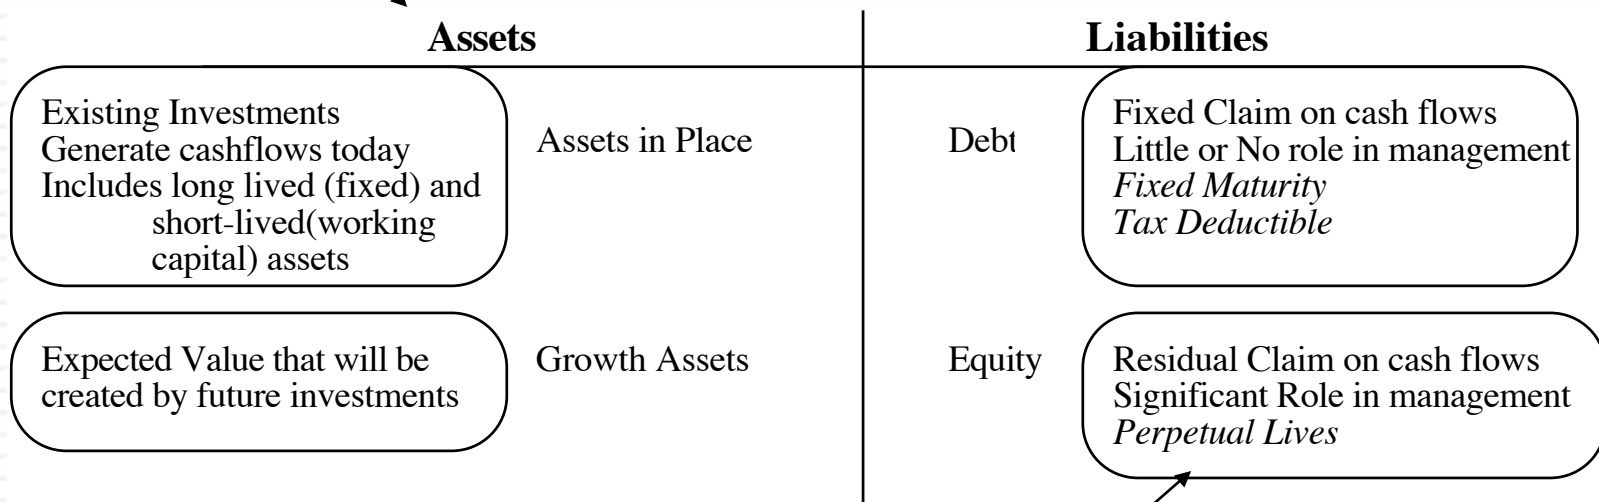 Assets
Liabilities
Existing Investments
Generate cashflows today
Includes long lived (fixed) and
short-lived(working
capital) assets
Assets in Place
Debt
Fixed Claim on cash flows
Little or No role in management
Fixed Maturity
Tax Deductible
Expected Value that will be
created by future investments
Growth Assets
Equity
Residual Claim on cash flows
Significant Role in management
Perpetual Lives